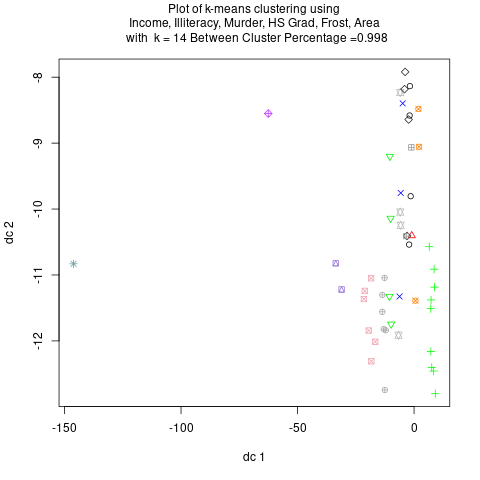 Plot of k-means clustering using
Income, Illiteracy, Murder, HS Grad, Frost, Area
with k = 14 Between Cluster Percentage =0.998
-8
-9
-10
-11
-12
dc 2
-150
-100
-50
0
dc 1